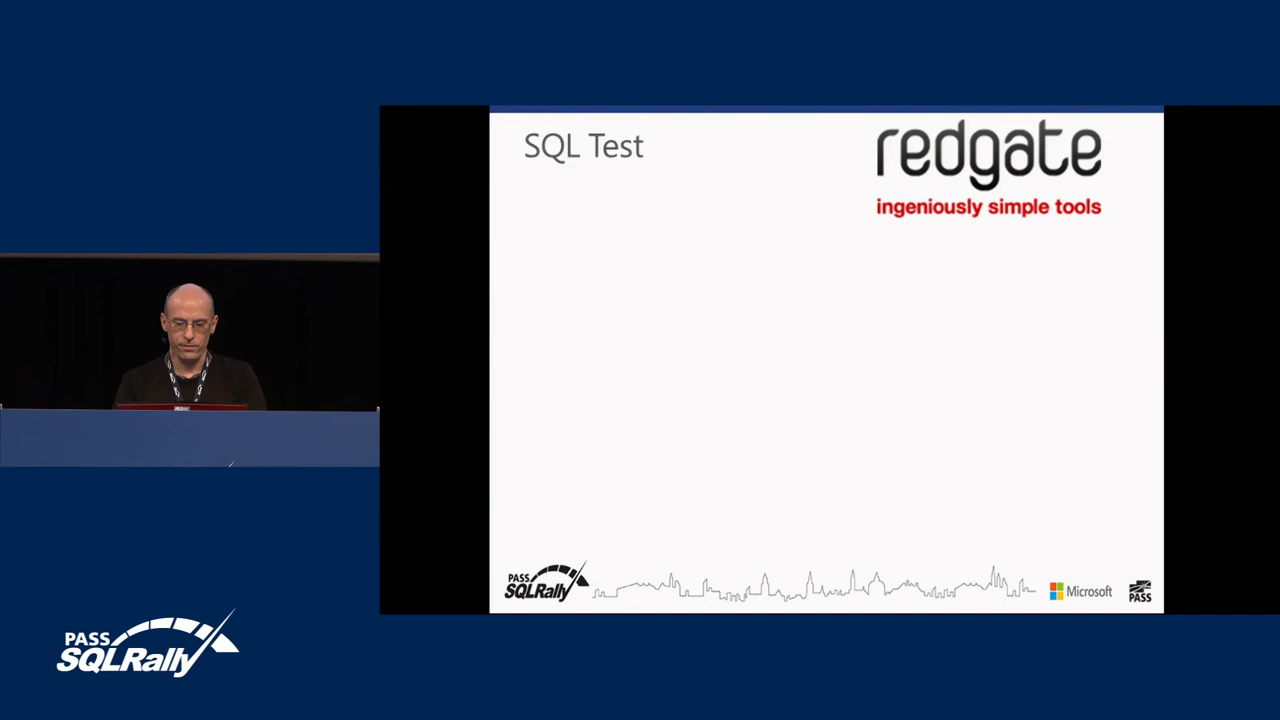 SQL Test
redgate
ingeniously simple tools
PASS
SQLRally
Microsoft
PASS
PASS
SQLRally